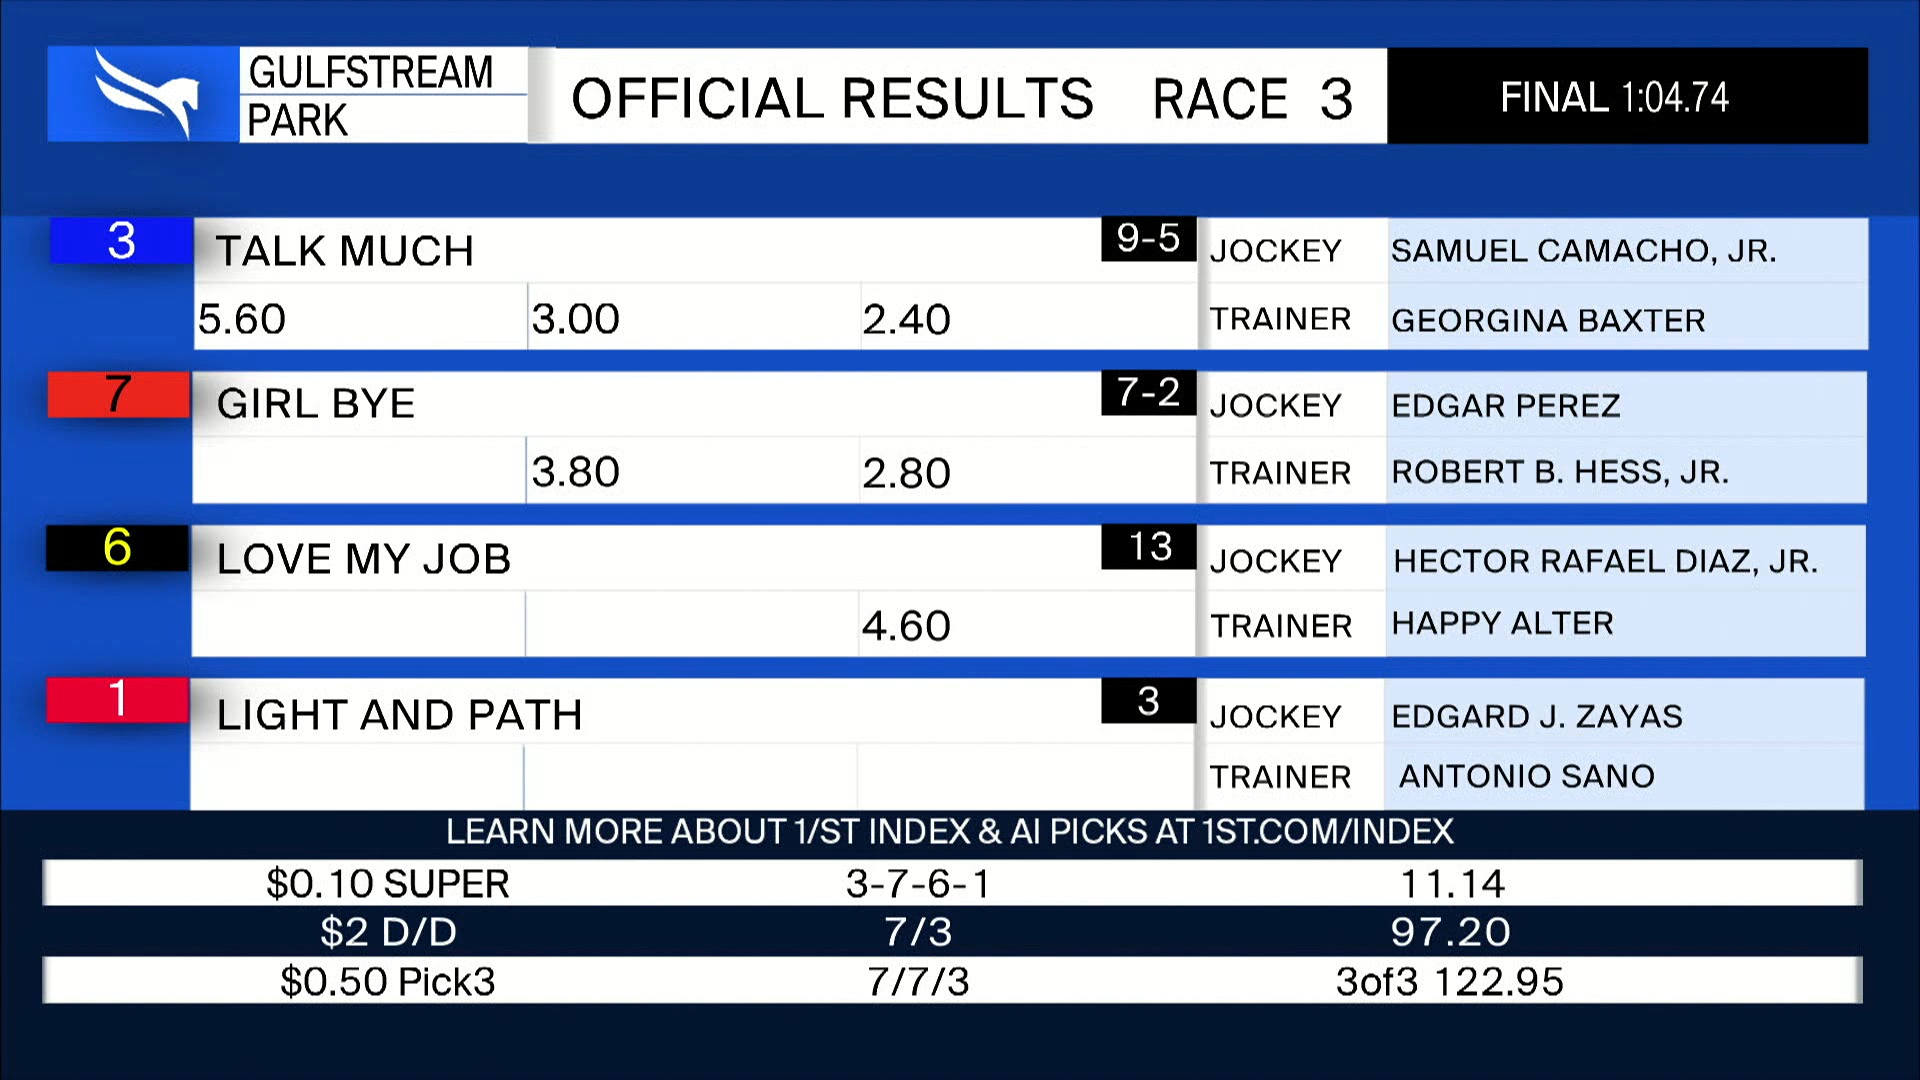 GULFSTREAM
PARK
OFFICIAL RESULTS RACE 3
FINAL 1:04.74
3 TALK MUCH 9-5 JOCKEY SAMUEL CAMACHO, JR.
5.60 3.00 2.40 TRAINER GEORGINA BAXTER
7 GIRL BYE 7-2 JOCKEY EDGAR PEREZ
3.80 2.80 TRAINER ROBERT B. HESS, JR.
6 LOVE MY JOB 13 JOCKEY HECTOR RAFAEL DIAZ, JR.
4.60 TRAINER HAPPY ALTER
1 LIGHT AND PATH 3 JOCKEY EDGARD J. ZAYAS
TRAINER ANTONIO SANO
LEARN MORE ABOUT 1/ST INDEX & AI PICKS AT 1ST.COM/INDEX
$0.10 SUPER 3-7-6-1 11.14
$2 D/D 7/3 97.20
$0.50 Pick3 7/7/3 3of3 122.95